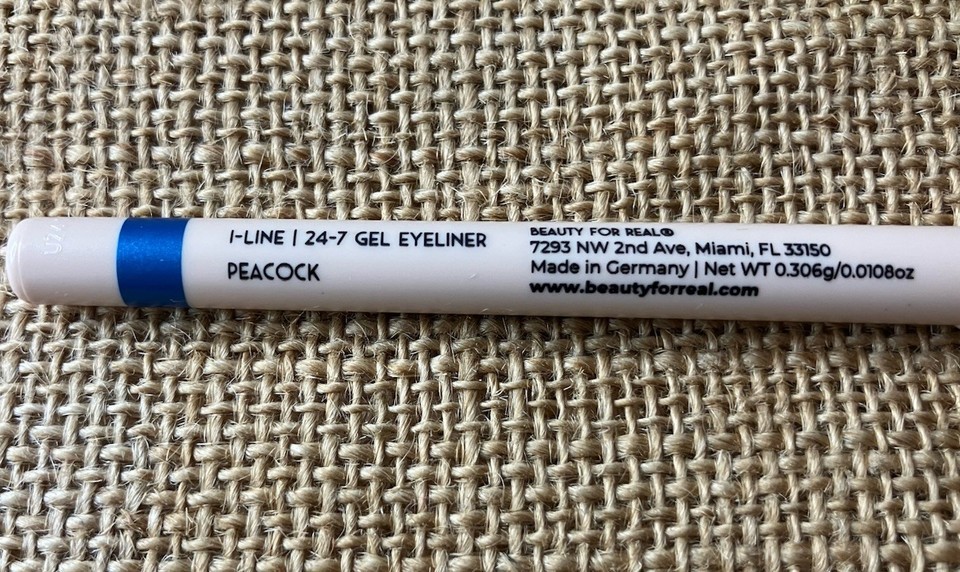 I-LINE | 24-7 GEL EYELINER
PEACOCK
BEAUTY FOR REAL®
7293 NW 2nd Ave, Miami, FL 33150
Made in Germany | Net WT 0.306g/0.0108oz
www.beautyforreal.com